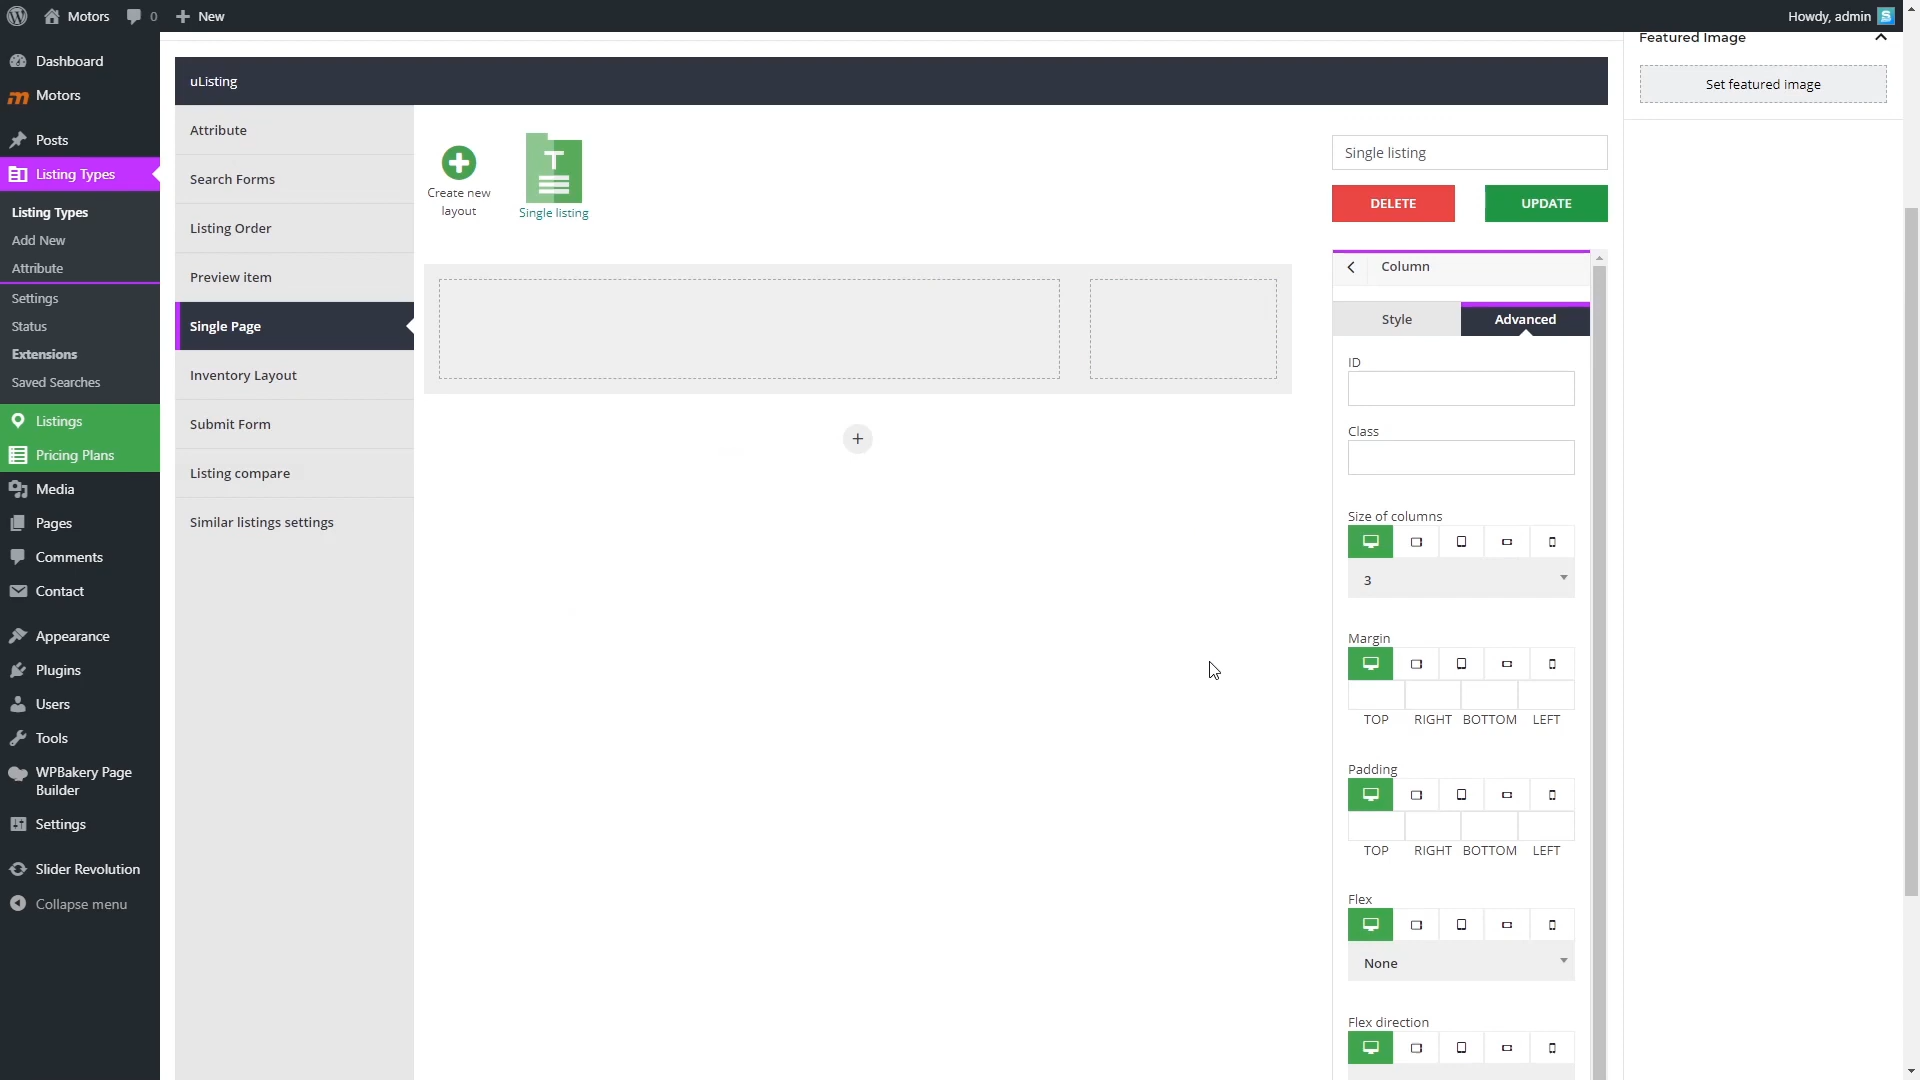 Motors
0
New
Howdy, admin
Dashboard
Motors
Posts
Listing Types
Listing Types
Add New
Attribute
Settings
Status
Extensions
Saved Searches
Listings
Pricing Plans
Media
Pages
Comments
Contact
Appearance
Plugins
Users
Tools
WPBakery Page
Builder
Settings
Slider Revolution
Collapse menu
uListing
Attribute
Search Forms
Listing Order
Preview item
Single Page
Inventory Layout
Submit Form
Listing compare
Similar listings settings
Create new
layout
T
Single listing
Single listing
DELETE
UPDATE
Column
Style
Advanced
ID
Class
Size of columns
3
Margin
TOP RIGHT BOTTOM LEFT
Padding
TOP RIGHT BOTTOM LEFT
Flex
None
Flex direction
Featured Image
Set featured image